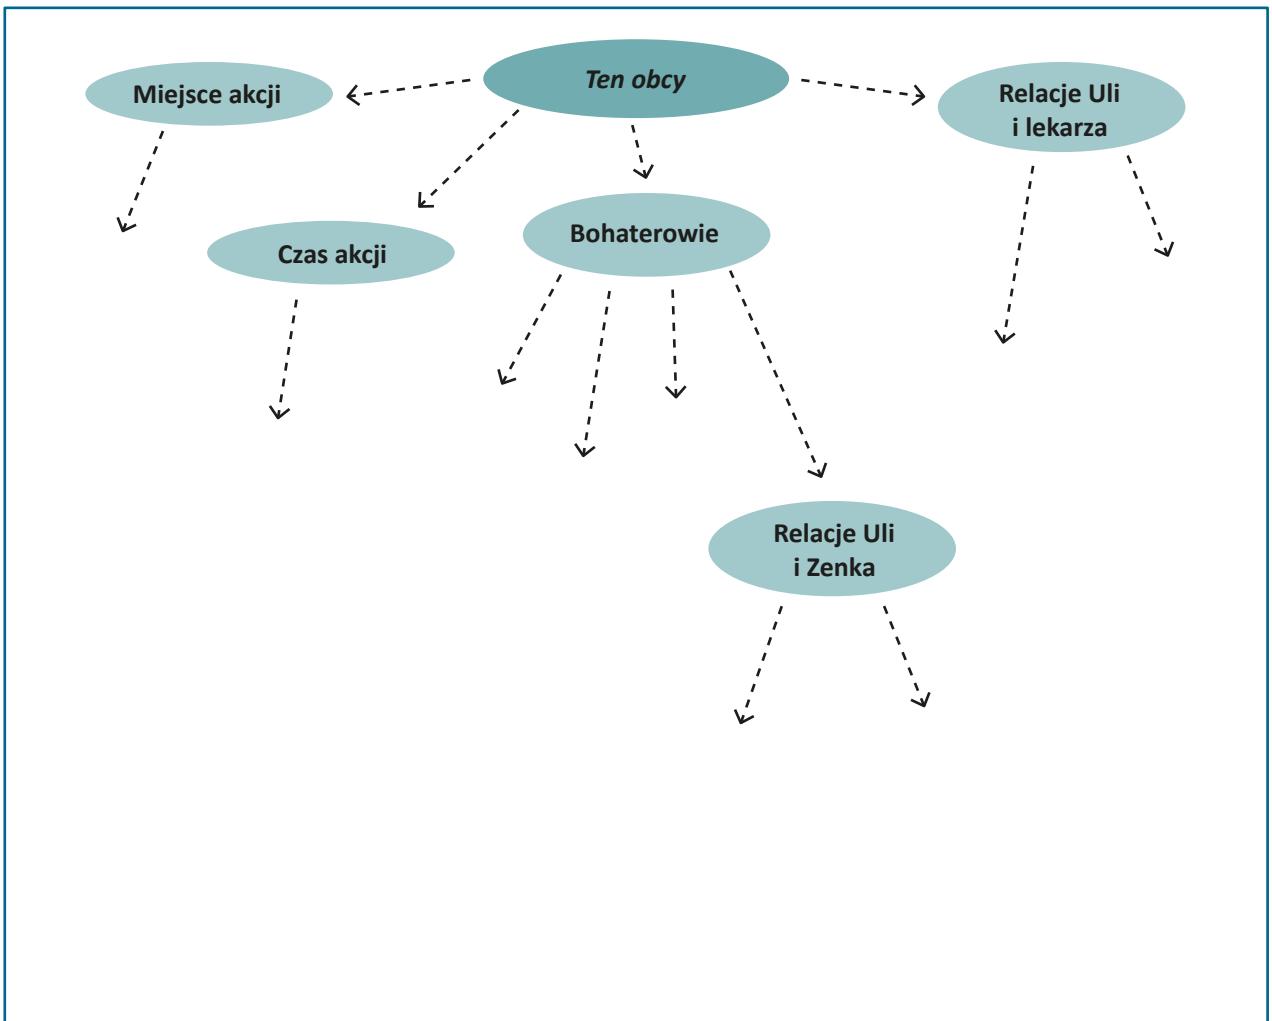 Ten obcy
Miejsce akcji
Relacje Uli
i lekarza
Czas akcji
Bohaterowie
Relacje Uli
i Zenka